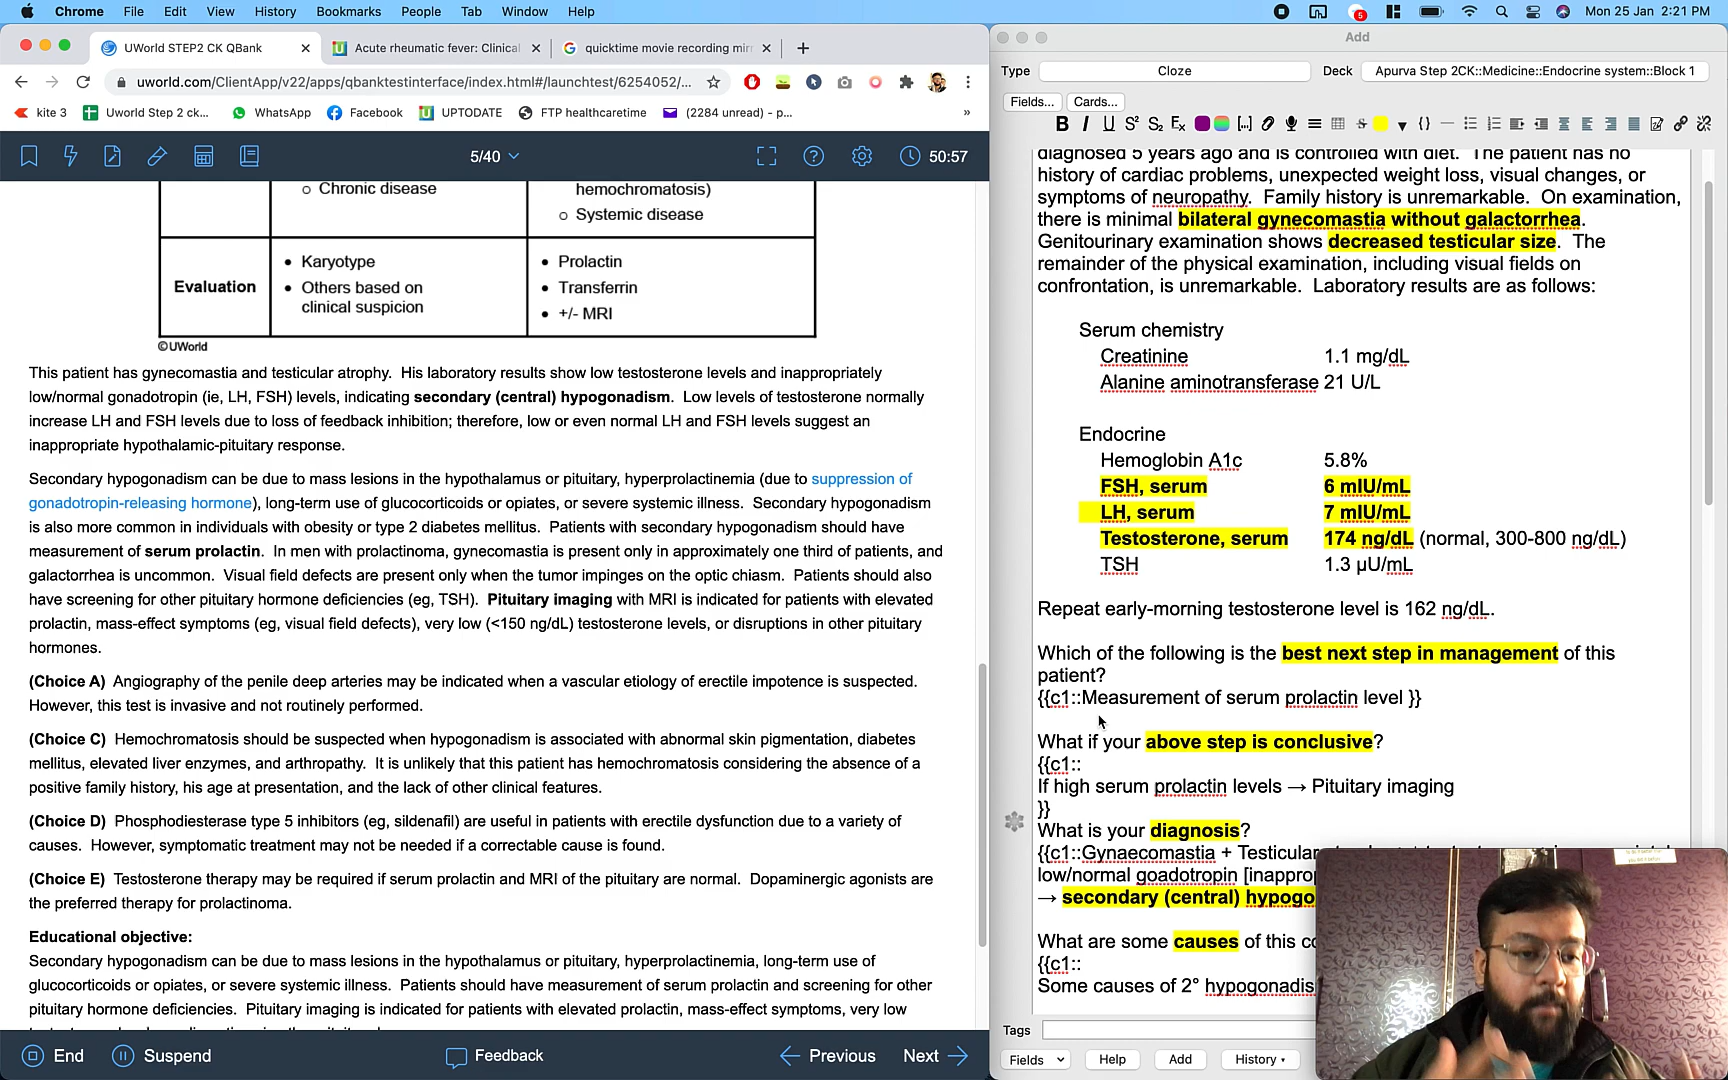 Chrome File Edit View History Bookmarks People Tab Window Help
5
Mon 25 Jan 2:21 PM
UWorld STEP2 CK QBank
Acute rheumatic fever: Clinical
quicktime movie recording mirr
uworld.com/ClientApp/v22/apps/qbanktestinterface/index.html#/launchtest/6254052/...
kite 3
Uworld Step 2 ck...
WhatsApp
Facebook
UPTODATE
FTP healthcaretime
(2284 unread) - p...
»
5/40
50:57
Chronic disease
hemochromatosis)
Systemic disease
Evaluation
Karyotype
Others based on
clinical suspicion
Prolactin
Transferrin
+/- MRI
©UWorld
This patient has gynecomastia and testicular atrophy. His laboratory results show low testosterone levels and inappropriately
low/normal gonadotropin (ie, LH, FSH) levels, indicating secondary (central) hypogonadism. Low levels of testosterone normally
increase LH and FSH levels due to loss of feedback inhibition; therefore, low or even normal LH and FSH levels suggest an
inappropriate hypothalamic-pituitary response.
Secondary hypogonadism can be due to mass lesions in the hypothalamus or pituitary, hyperprolactinemia (due to suppression of
gonadotropin-releasing hormone), long-term use of glucocorticoids or opiates, or severe systemic illness. Secondary hypogonadism
is also more common in individuals with obesity or type 2 diabetes mellitus. Patients with secondary hypogonadism should have
measurement of serum prolactin. In men with prolactinoma, gynecomastia is present only in approximately one third of patients, and
galactorrhea is uncommon. Visual field defects are present only when the tumor impinges on the optic chiasm. Patients should also
have screening for other pituitary hormone deficiencies (eg, TSH). Pituitary imaging with MRI is indicated for patients with elevated
prolactin, mass-effect symptoms (eg, visual field defects), very low (<150 ng/dL) testosterone levels, or disruptions in other pituitary
hormones.
(Choice A) Angiography of the penile deep arteries may be indicated when a vascular etiology of erectile impotence is suspected.
However, this test is invasive and not routinely performed.
(Choice C) Hemochromatosis should be suspected when hypogonadism is associated with abnormal skin pigmentation, diabetes
mellitus, elevated liver enzymes, and arthropathy. It is unlikely that this patient has hemochromatosis considering the absence of a
positive family history, his age at presentation, and the lack of other clinical features.
(Choice D) Phosphodiesterase type 5 inhibitors (eg, sildenafil) are useful in patients with erectile dysfunction due to a variety of
causes. However, symptomatic treatment may not be needed if a correctable cause is found.
(Choice E) Testosterone therapy may be required if serum prolactin and MRI of the pituitary are normal. Dopaminergic agonists are
the preferred therapy for prolactinoma.
Educational objective:
Secondary hypogonadism can be due to mass lesions in the hypothalamus or pituitary, hyperprolactinemia, long-term use of
glucocorticoids or opiates, or severe systemic illness. Patients should have measurement of serum prolactin and screening for other
pituitary hormone deficiencies. Pituitary imaging is indicated for patients with elevated prolactin, mass-effect symptoms, very low
End
Suspend
Feedback
Previous
Next
Add
Type
Cloze
Deck
Apurva Step 2CK::Medicine::Endocrine system::Block 1
Fields...
Cards...
diagnosed 5 years ago and is controlled with diet. The patient has no
history of cardiac problems, unexpected weight loss, visual changes, or
symptoms of neuropathy. Family history is unremarkable. On examination,
there is minimal bilateral gynecomastia without galactorrhea.
Genitourinary examination shows decreased testicular size. The
remainder of the physical examination, including visual fields on
confrontation, is unremarkable. Laboratory results are as follows:
Serum chemistry
Creatinine 1.1 mg/dL
Alanine aminotransferase 21 U/L
Endocrine
Hemoglobin A1c 5.8%
FSH, serum 6 mIU/mL
LH, serum 7 mIU/mL
Testosterone, serum 174 ng/dL (normal, 300-800 ng/dL)
TSH 1.3 µU/mL
Repeat early-morning testosterone level is 162 ng/dL.
Which of the following is the best next step in management of this
patient?
{{c1::Measurement of serum prolactin level }}
What if your above step is conclusive?
{{c1::
If high serum prolactin levels → Pituitary imaging
}}
What is your diagnosis?
{{c1::Gynaecomastia + Testicular
low/normal goadotropin [inapprop
→ secondary (central) hypogo
What are some causes of this co
{{c1::
Some causes of 2° hypogonadis
Tags
Fields
Help
Add
History